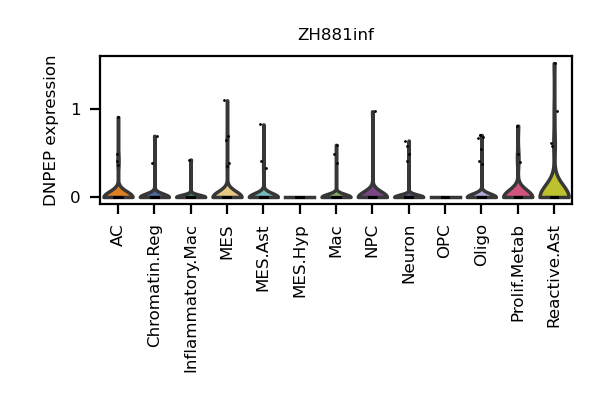 ZH881inf
DNPEP expression
1
0
AC
Chromatin.Reg
Inflammatory.Mac
MES
MES.Ast
MES.Hyp
Mac
NPC
Neuron
OPC
Oligo
Prolif.Metab
Reactive.Ast